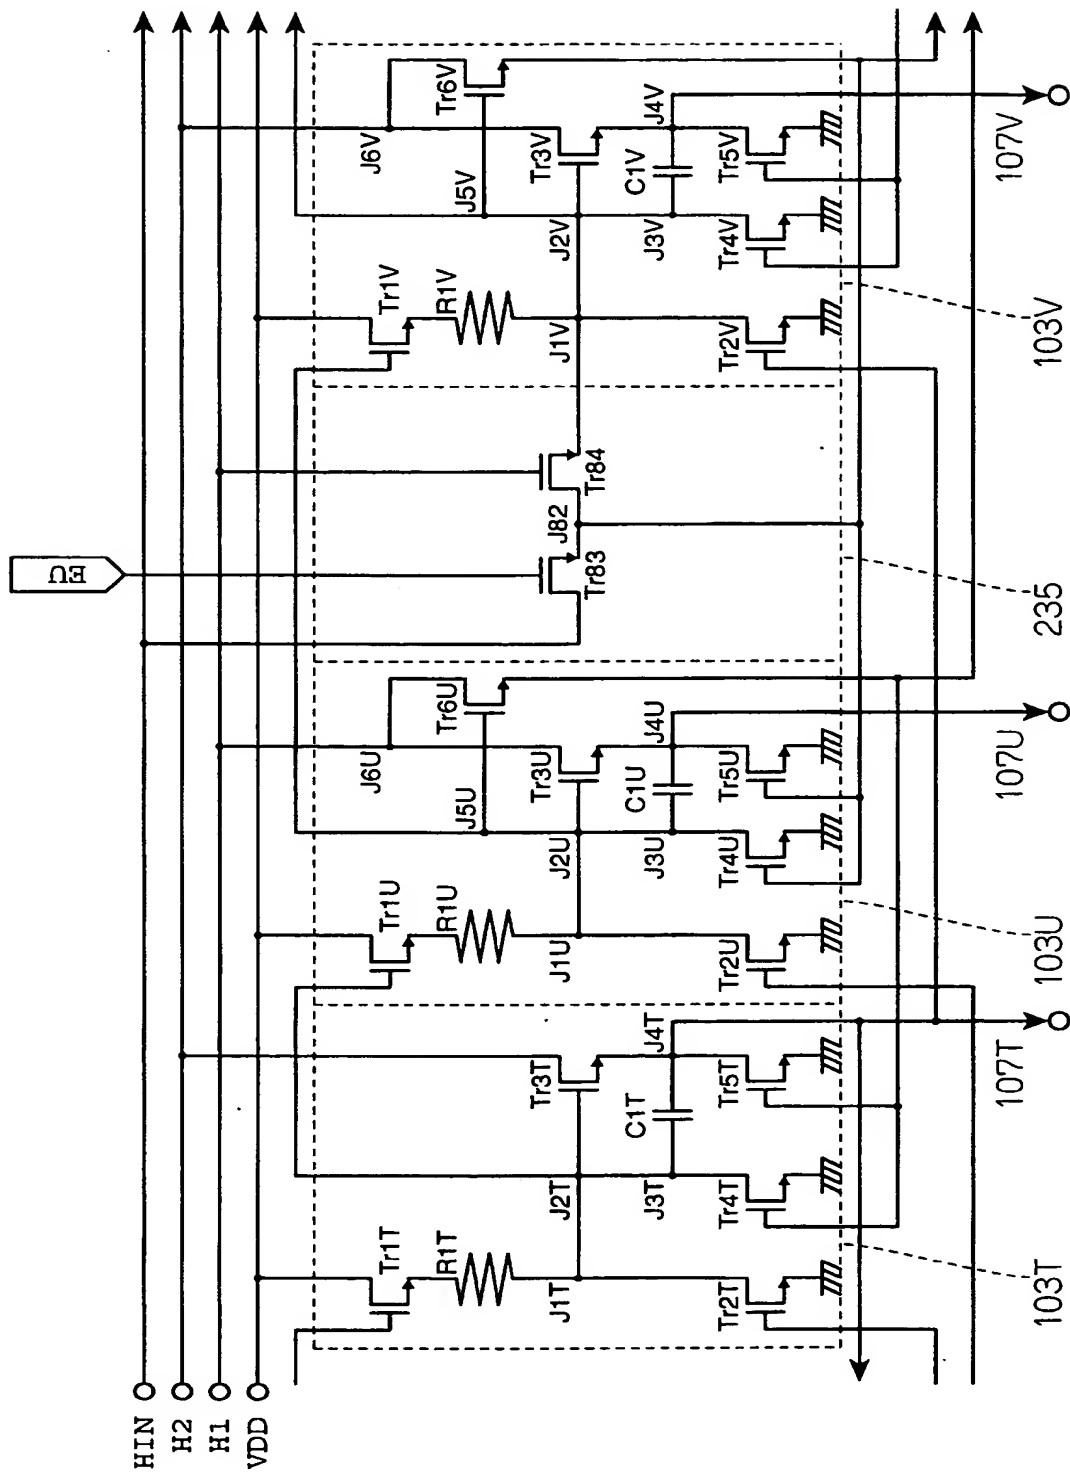 HIN
H2
H1
VDD
EU
Tr1T
R1T
J1T
J2T
J3T
Tr2T
Tr3T
C1T
J4T
Tr4T
Tr5T
103T
107T
Tr1U
R1U
J1U
J2U
J3U
Tr2U
J5U
J6U
Tr6U
Tr3U
C1U
J4U
Tr4U
Tr5U
103U
107U
Tr83
J82
Tr84
235
Tr1V
R1V
J1V
J2V
J3V
Tr2V
J5V
J6V
Tr6V
Tr3V
C1V
J4V
Tr4V
Tr5V
103V
107V